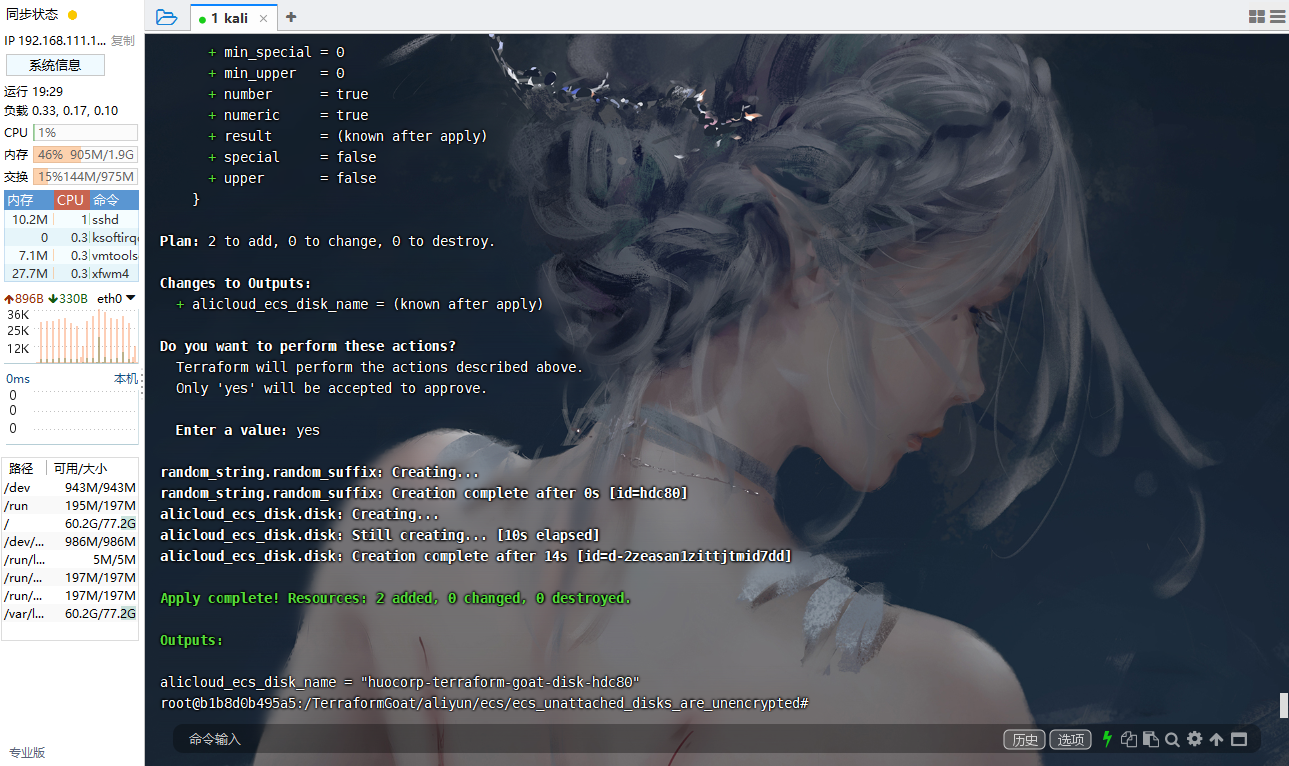 同步状态
IP 192.168.111.1... 复制
系统信息
运行 19:29
负载 0.33, 0.17, 0.10
CPU 1%
内存 46% 905M/1.9G
交换 15% 144M/975M
内存 CPU 命令
10.2M 1 sshd
0 0.3 ksoftirq
7.1M 0.3 vmtools
27.7M 0.3 xfwm4
896B 330B eth0
36K
25K
12K
0ms 本机
0
0
0
路径 可用/大小
/dev 943M/943M
/run 195M/197M
/ 60.2G/77.2G
/dev/... 986M/986M
/run/l... 5M/5M
/run/... 197M/197M
/run/... 197M/197M
/var/l... 60.2G/77.2G
专业版
1 kali
+ min_special = 0
+ min_upper = 0
+ number = true
+ numeric = true
+ result = (known after apply)
+ special = false
+ upper = false
}
Plan: 2 to add, 0 to change, 0 to destroy.
Changes to Outputs:
+ alicloud_ecs_disk_name = (known after apply)
Do you want to perform these actions?
Terraform will perform the actions described above.
Only 'yes' will be accepted to approve.
Enter a value: yes
random_string.random_suffix: Creating...
random_string.random_suffix: Creation complete after 0s [id=hdc80]
alicloud_ecs_disk.disk: Creating...
alicloud_ecs_disk.disk: Still creating... [10s elapsed]
alicloud_ecs_disk.disk: Creation complete after 14s [id=d-2zeasan1zittjtmid7dd]
Apply complete! Resources: 2 added, 0 changed, 0 destroyed.
Outputs:
alicloud_ecs_disk_name = "huocorp-terraform-goat-disk-hdc80"
root@b1b8d0b495a5:/TerraformGoat/aliyun/ecs/ecs_unattached_disks_are_unencrypted#
命令输入
历史 选项